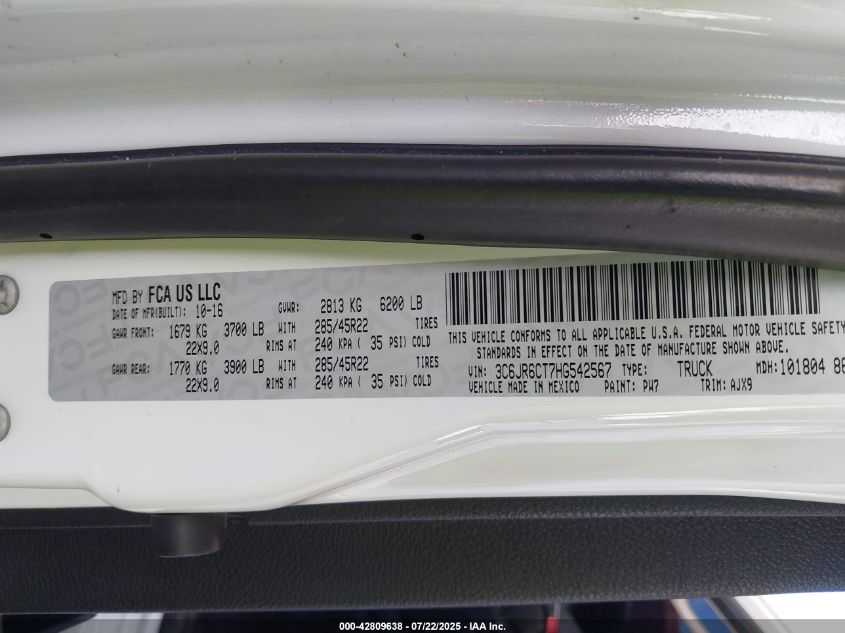 MFD BY FCA US LLC
DATE OF MFR(BUILT): 10-16 GVWR: 2813 KG 6200 LB
GAWR FRONT: 1679 KG 3700 LB WITH 285/45R22 TIRES
22X9.0 RIMS AT 240 KPA ( 35 PSI) COLD
GAWR REAR: 1770 KG 3900 LB WITH 285/45R22 TIRES
22X9.0 RIMS AT 240 KPA ( 35 PSI) COLD
THIS VEHICLE CONFORMS TO ALL APPLICABLE U.S.A. FEDERAL MOTOR VEHICLE SAFETY
STANDARDS IN EFFECT ON THE DATE OF MANUFACTURE SHOWN ABOVE.
VIN: 3C6JR6CT7HG542567 TYPE: TRUCK MDH: 101804
VEHICLE MADE IN MEXICO PAINT: PW7 TRIM: AJX9
000-42809638 - 07/22/2025 - IAA Inc.